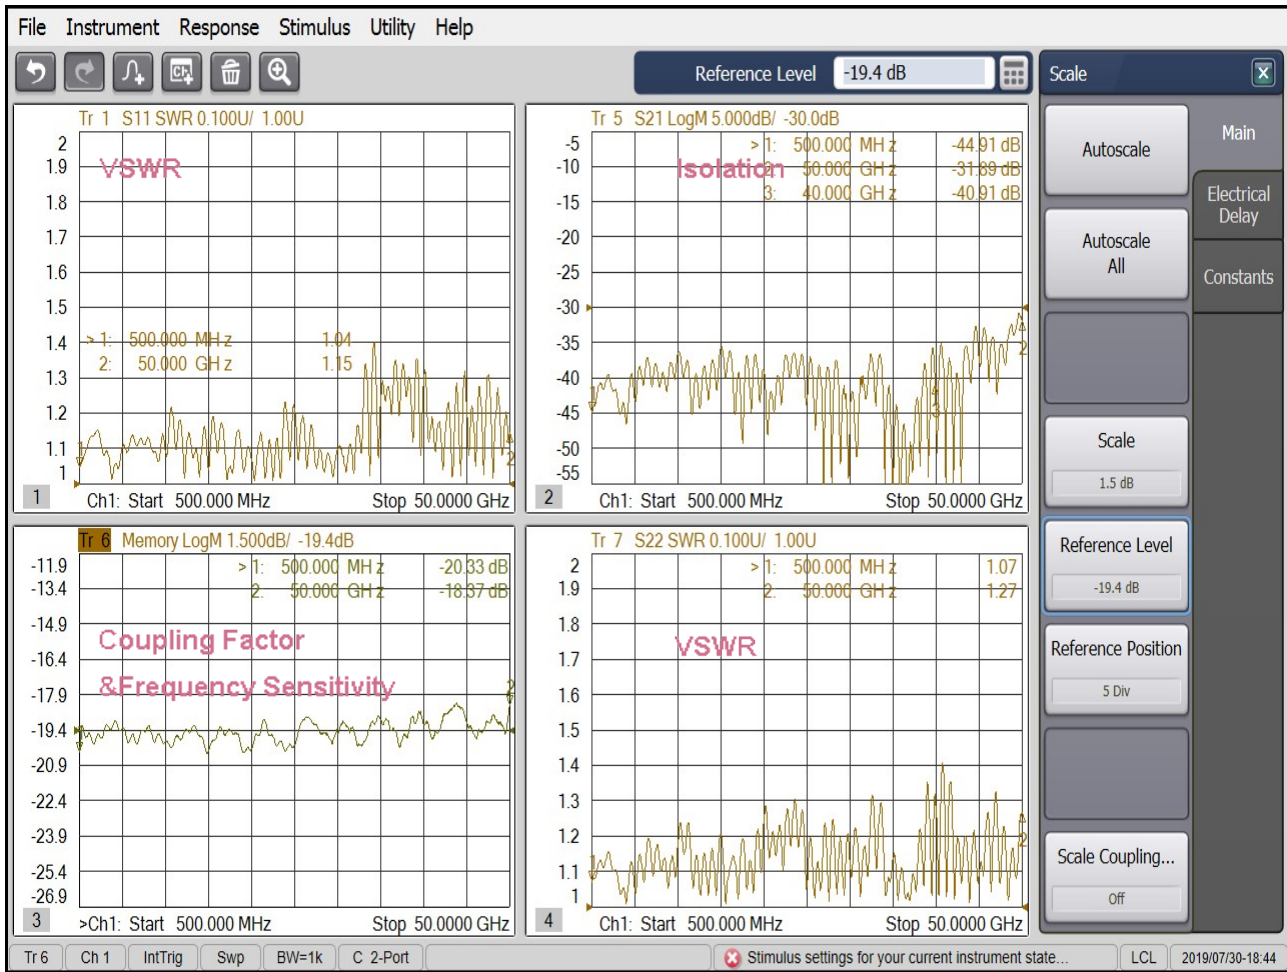 File Instrument Response Stimulus Utility Help
Reference Level -19.4 dB
Scale
Tr 1 S11 SWR 0.100U/ 1.00U
2
1.9
1.8
1.7
1.6
1.5
1.4
1.3
1.2
1.1
1
VSWR
> 1: 500.000 MHz 1.04
2: 50.000 GHz 1.15
1
2
1 Ch1: Start 500.000 MHz Stop 50.0000 GHz
Tr 5 S21 LogM 5.000dB/ -30.0dB
-5
-10
-15
-20
-25
-30
-35
-40
-45
-50
-55
Isolation
> 1: 500.000 MHz -44.91 dB
2: 50.000 GHz -31.89 dB
3: 40.000 GHz -40.91 dB
1
2
3
2 Ch1: Start 500.000 MHz Stop 50.0000 GHz
Tr 6 Memory LogM 1.500dB/ -19.4dB
-11.9
-13.4
-14.9
-16.4
-17.9
-19.4
-20.9
-22.4
-23.9
-25.4
-26.9
> 1: 500.000 MHz -20.33 dB
2: 50.000 GHz -18.37 dB
Coupling Factor
&Frequency Sensitivity
2
3 >Ch1: Start 500.000 MHz Stop 50.0000 GHz
Tr 7 S22 SWR 0.100U/ 1.00U
2
1.9
1.8
1.7
1.6
1.5
1.4
1.3
1.2
1.1
1
> 1: 500.000 MHz 1.07
2: 50.000 GHz 1.27
VSWR
1
2
4 Ch1: Start 500.000 MHz Stop 50.0000 GHz
Autoscale
Autoscale
All
Scale
1.5 dB
Reference Level
-19.4 dB
Reference Position
5 Div
Scale Coupling...
Off
Main
Electrical
Delay
Constants
Tr 6 Ch 1 IntTrig Swp BW=1k C 2-Port Stimulus settings for your current instrument state... LCL 2019/07/30-18:44